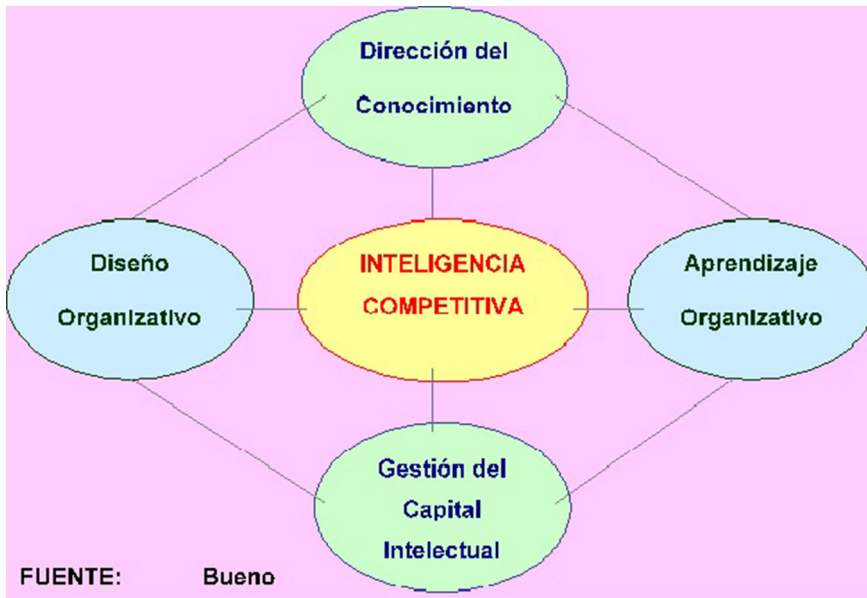 Dirección del
Conocimiento
Diseño
Organizativo
INTELIGENCIA
COMPETITIVA
Aprendizaje
Organizativo
Gestión del
Capital
Intelectual
FUENTE: Bueno